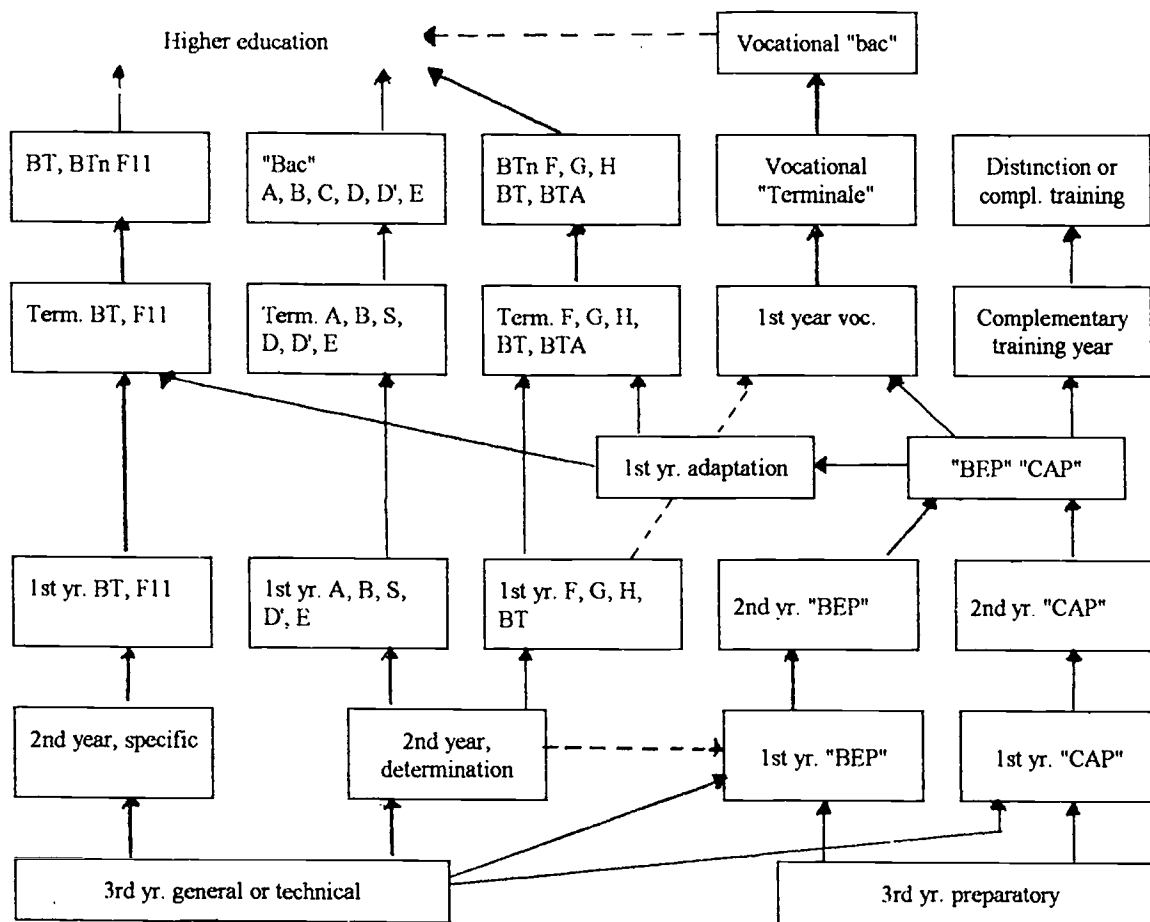 Higher education
Vocational "bac"
BT, BTn F11
"Bac"
A, B, C, D, D', E
BTn F, G, H
BT, BTA
Vocational
"Terminale"
Distinction or
compl. training
Term. BT, F11
Term. A, B, S,
D, D', E
Term. F, G, H,
BT, BTA
1st year voc.
Complementary
training year
1st yr. adaptation
"BEP" "CAP"
1st yr. BT, F11
1st yr. A, B, S,
D', E
1st yr. F, G, H,
BT
2nd yr. "BEP"
2nd yr. "CAP"
2nd year, specific
2nd year,
determination
1st yr. "BEP"
1st yr. "CAP"
3rd yr. general or technical
3rd yr. preparatory